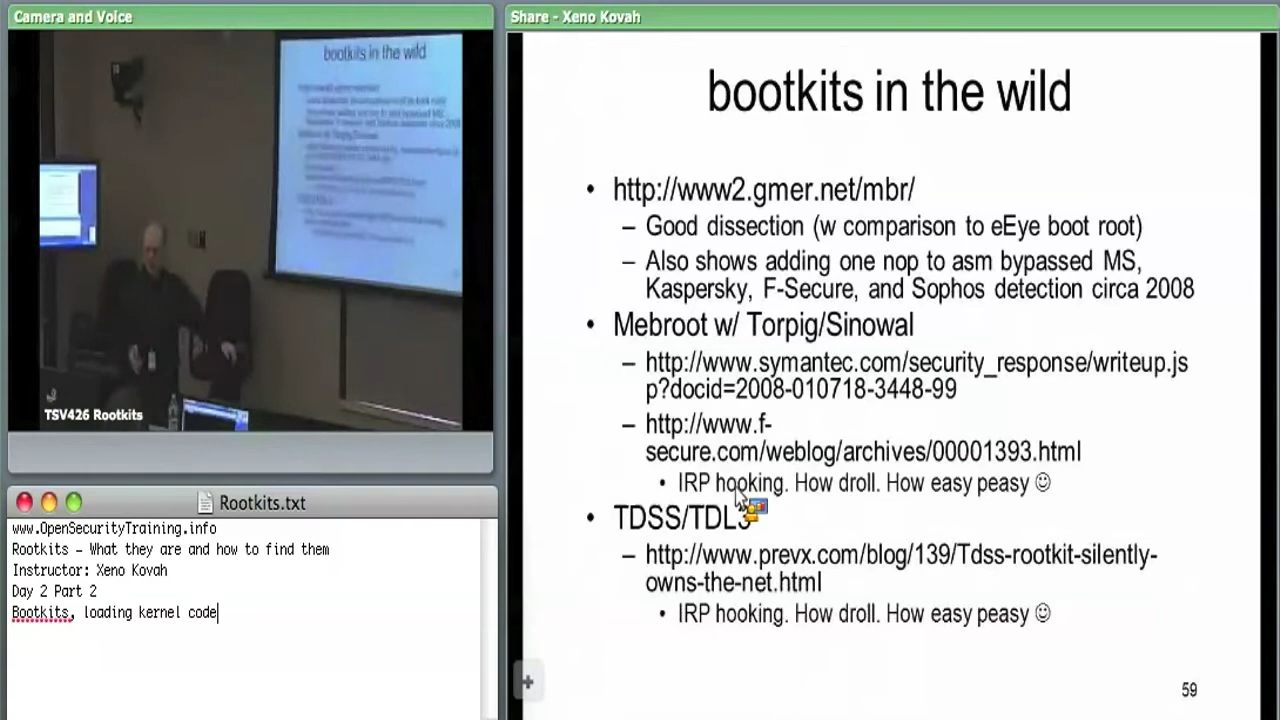 Camera and Voice
bootkits in the wild
TSV426 Rootkits
Rootkits.txt
www.OpenSecurityTraining.info
Rootkits - What they are and how to find them
Instructor: Xeno Kovah
Day 2 Part 2
Bootkits, loading kernel code
Share - Xeno Kovah
bootkits in the wild
• http://www2.gmer.net/mbr/
– Good dissection (w comparison to eEye boot root)
– Also shows adding one nop to asm bypassed MS,
Kaspersky, F-Secure, and Sophos detection circa 2008
• Mebroot w/ Torpig/Sinowal
– http://www.symantec.com/security_response/writeup.js
p?docid=2008-010718-3448-99
– http://www.f-
secure.com/weblog/archives/00001393.html
• IRP hooking. How droll. How easy peasy ☺
• TDSS/TDL3
– http://www.prevx.com/blog/139/Tdss-rootkit-silently-
owns-the-net.html
• IRP hooking. How droll. How easy peasy ☺
59